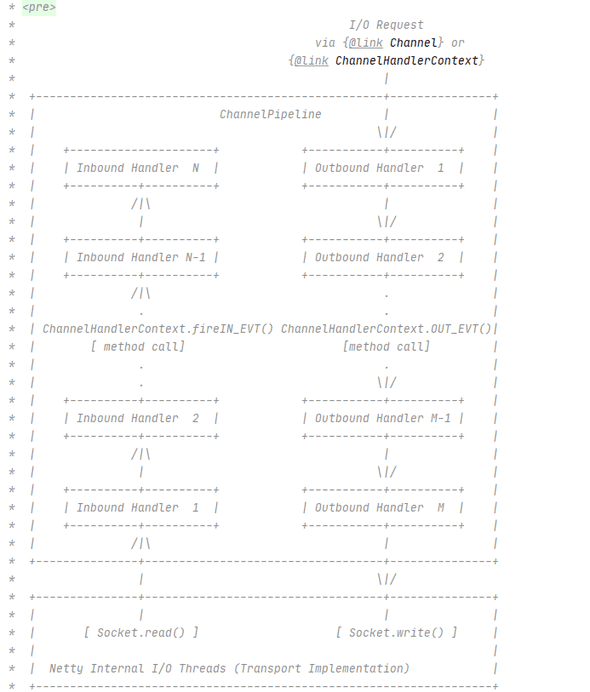 * <pre>
*                                                 I/O Request
*                                            via {@link Channel} or
*                                        {@link ChannelHandlerContext}
*                                                      |
*  +---------------------------------------------------+---------------+
*  |                           ChannelPipeline         |               |
*  |                                                  \|/              |
*  |    +---------------------+            +-----------+----------+    |
*  |    | Inbound Handler  N  |            | Outbound Handler  1  |    |
*  |    +----------+----------+            +-----------+----------+    |
*  |              /|\                                  |               |
*  |               |                                  \|/              |
*  |    +----------+----------+            +-----------+----------+    |
*  |    | Inbound Handler N-1 |            | Outbound Handler  2  |    |
*  |    +----------+----------+            +-----------+----------+    |
*  |              /|\                                  .               |
*  |               .                                   .               |
*  | ChannelHandlerContext.fireIN_EVT() ChannelHandlerContext.OUT_EVT()|
*  |        [ method call]                       [method call]         |
*  |               .                                   .               |
*  |               .                                  \|/              |
*  |    +----------+----------+            +-----------+----------+    |
*  |    | Inbound Handler  2  |            | Outbound Handler M-1 |    |
*  |    +----------+----------+            +-----------+----------+    |
*  |              /|\                                  |               |
*  |               |                                  \|/              |
*  |    +----------+----------+            +-----------+----------+    |
*  |    | Inbound Handler  1  |            | Outbound Handler  M  |    |
*  |    +----------+----------+            +-----------+----------+    |
*  |              /|\                                  |               |
*  +---------------+-----------------------------------+---------------+
*                  |                                  \|/
*  +---------------+-----------------------------------+---------------+
*  |               |                                   |               |
*  |       [ Socket.read() ]                    [ Socket.write() ]     |
*  |                                                                   |
*  |  Netty Internal I/O Threads (Transport Implementation)            |
*  +-------------------------------------------------------------------+